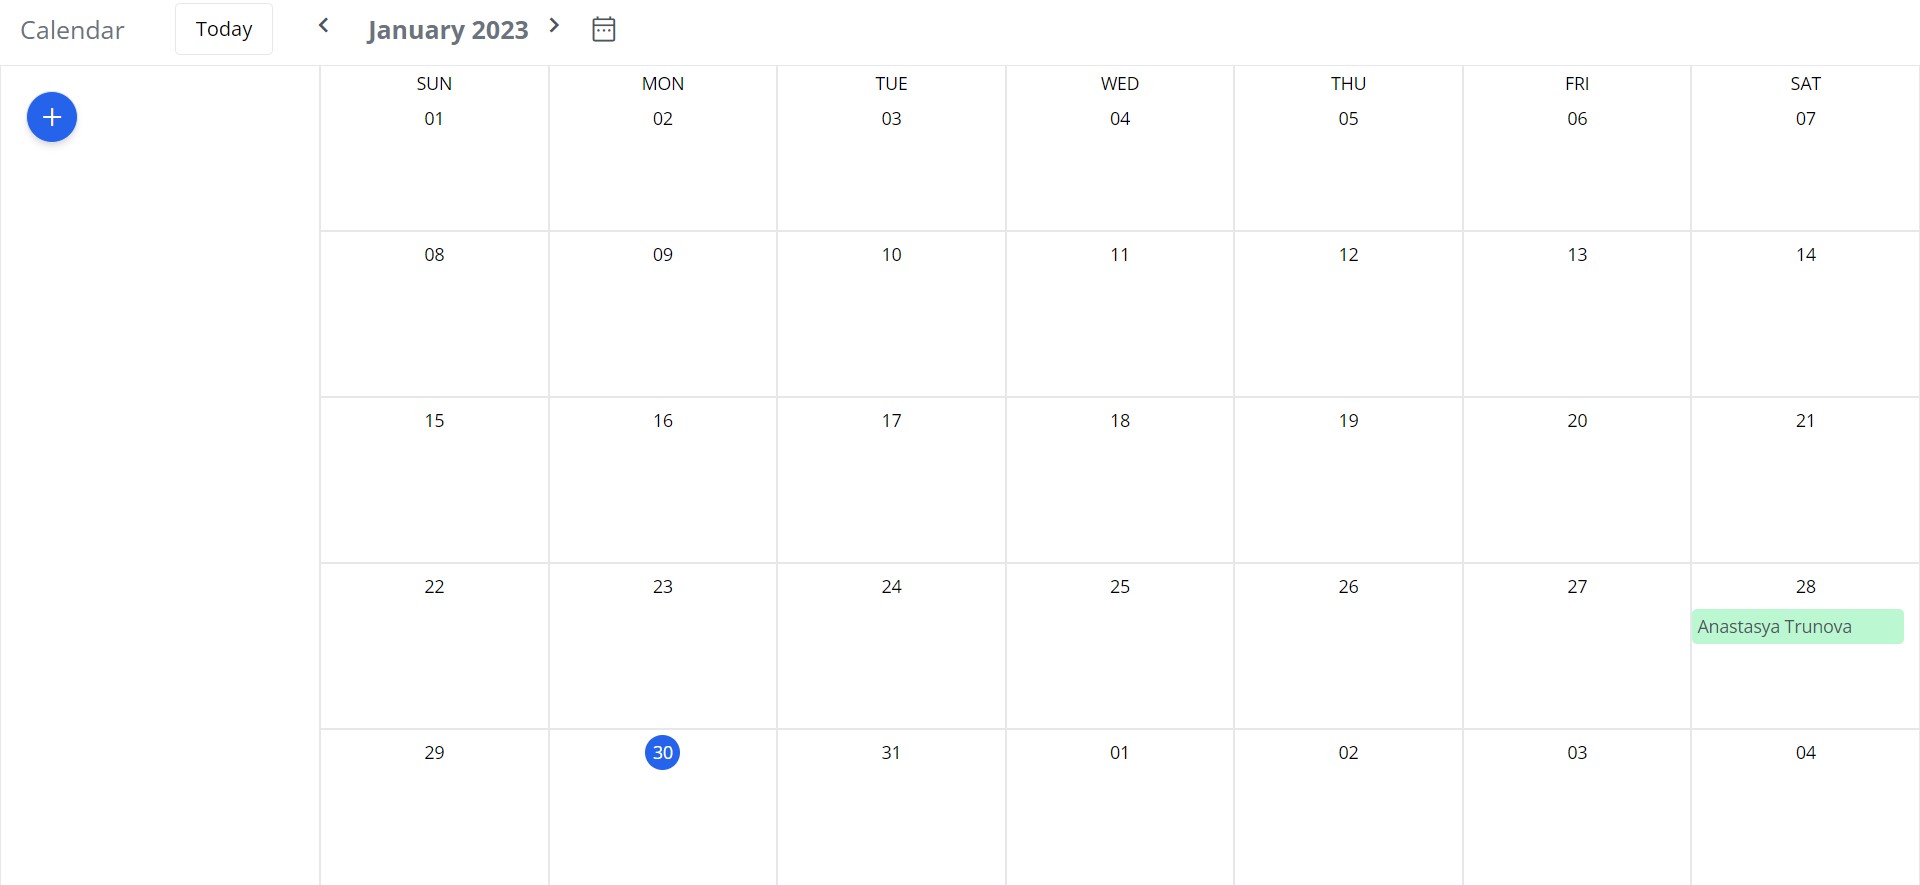 Calendar Today January 2023
SUN MON TUE WED THU FRI SAT
01 02 03 04 05 06 07
08 09 10 11 12 13 14
15 16 17 18 19 20 21
22 23 24 25 26 27 28
Anastasya Trunova
29 30 31 01 02 03 04